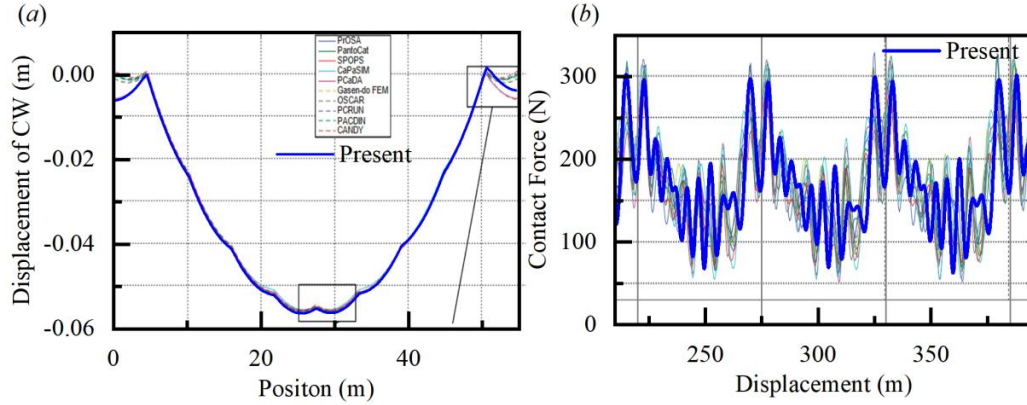 (a)
Displacement of CW (m)
0.00
-0.02
-0.04
-0.06
PrOSA
PantoCat
SPOPS
CaPaSIM
PCaDA
Gasen-do FEM
OSCAR
PCRUN
PACDIN
CANDY
Present
0
20
40
Positon (m)
(b)
Contact Force (N)
300
200
100
0
Present
250
300
350
Displacement (m)